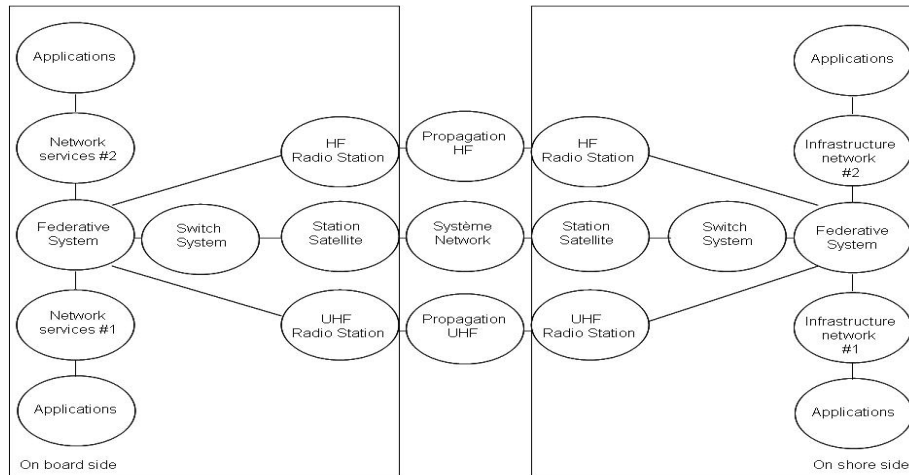 Applications
Network
services #2
Federative
System
Network
services #1
Applications
On board side
Switch
System
HF
Radio Station
Station
Satellite
UHF
Radio Station
Propagation
HF
Système
Network
Propagation
UHF
HF
Radio Station
Station
Satellite
UHF
Radio Station
Switch
System
Applications
Infrastructure
network
#2
Federative
System
Infrastructure
network
#1
Applications
On shore side